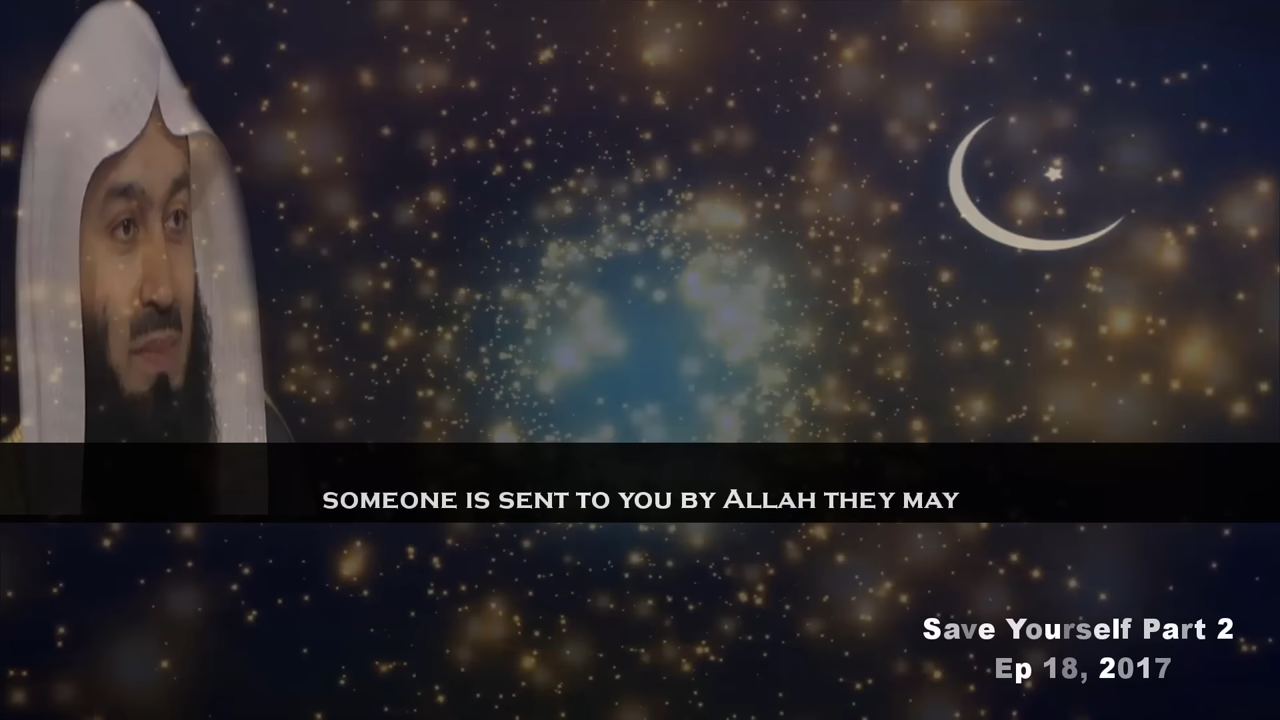 SOMEONE IS SENT TO YOU BY ALLAH THEY MAY
Save Yourself Part 2
Ep 18, 2017